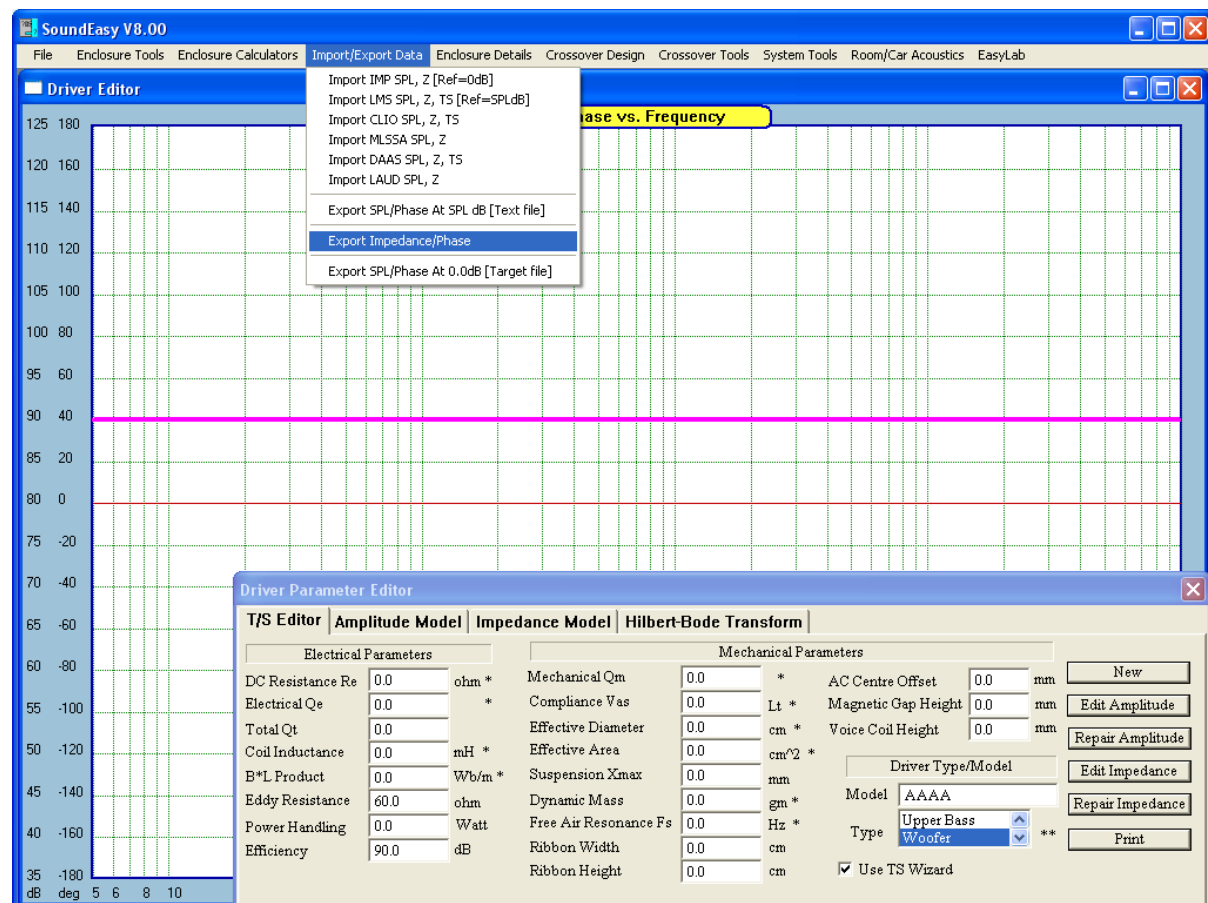 SoundEasy V8.00
File Enclosure Tools Enclosure Calculators Import/Export Data Enclosure Details Crossover Design Crossover Tools System Tools Room/Car Acoustics EasyLab
Driver Editor
ase vs. Frequency
Import IMP SPL, Z [Ref=0dB]
Import LMS SPL, Z, TS [Ref=SPLdB]
Import CLIO SPL, Z, TS
Import MLSSA SPL, Z
Import DAAS SPL, Z, TS
Import LAUD SPL, Z
Export SPL/Phase At SPL dB [Text file]
Export Impedance/Phase
Export SPL/Phase At 0.0dB [Target file]
125 180
120 160
115 140
110 120
105 100
100 80
95 60
90 40
85 20
80 0
75 -20
70 -40
65 -60
60 -80
55 -100
50 -120
45 -140
40 -160
35 -180
dB deg 5 6 8 10
Driver Parameter Editor
T/S Editor Amplitude Model Impedance Model Hilbert-Bode Transform
Electrical Parameters
DC Resistance Re 0.0 ohm *
Electrical Qe 0.0 *
Total Qt 0.0
Coil Inductance 0.0 mH *
B*L Product 0.0 Wb/m *
Eddy Resistance 60.0 ohm
Power Handling 0.0 Watt
Efficiency 90.0 dB
Mechanical Parameters
Mechanical Qm 0.0 *
Compliance Vas 0.0 Lt *
Effective Diameter 0.0 cm *
Effective Area 0.0 cm^2 *
Suspension Xmax 0.0 mm
Dynamic Mass 0.0 gm *
Free Air Resonance Fs 0.0 Hz *
Ribbon Width 0.0 cm
Ribbon Height 0.0 cm
AC Centre Offset 0.0 mm
Magnetic Gap Height 0.0 mm
Voice Coil Height 0.0 mm
Driver Type/Model
Model AAAA
Type Upper Bass
Woofer **
Use TS Wizard
New
Edit Amplitude
Repair Amplitude
Edit Impedance
Repair Impedance
Print